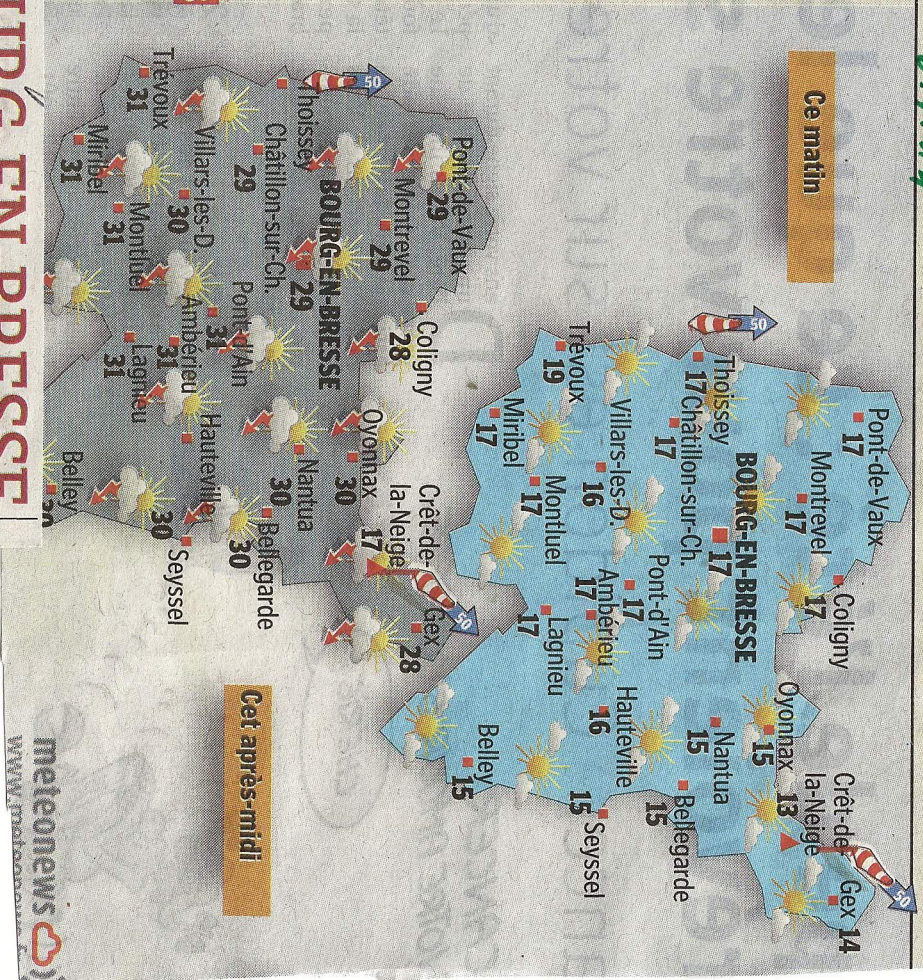 Ce matin
50
Pont-de-Vaux
17
Montrevel
17
Coligny
17
Thoissey
17
BOURG-EN-BRESSE
17
Châtillon-sur-Ch.
17
Oyonnax
15
Crêt-de-
la-Neige
13
50
Gex
14
Nantua
15
Bellegarde
15
Trévoux
19
Villars-les-D.
16
Pont-d'Ain
17
Ambérieu
17
Hauteville
16
Seyssel
15
Miribel
17
Montluel
17
Lagnieu
17
Belley
15
Cet après-midi
50
Pont-de-Vaux
29
Montrevel
29
Coligny
28
Thoissey
BOURG-EN-BRESSE
29
Châtillon-sur-Ch.
29
Oyonnax
30
Crêt-de-
la-Neige
17
50
Gex
28
Nantua
30
Bellegarde
30
Trévoux
31
Villars-les-D.
30
Pont-d'Ain
31
Ambérieu
31
Hauteville
Seyssel
30
Miribel
31
Montluel
31
Lagnieu
31
Belley
30
meteonews
URG EN BRESSE